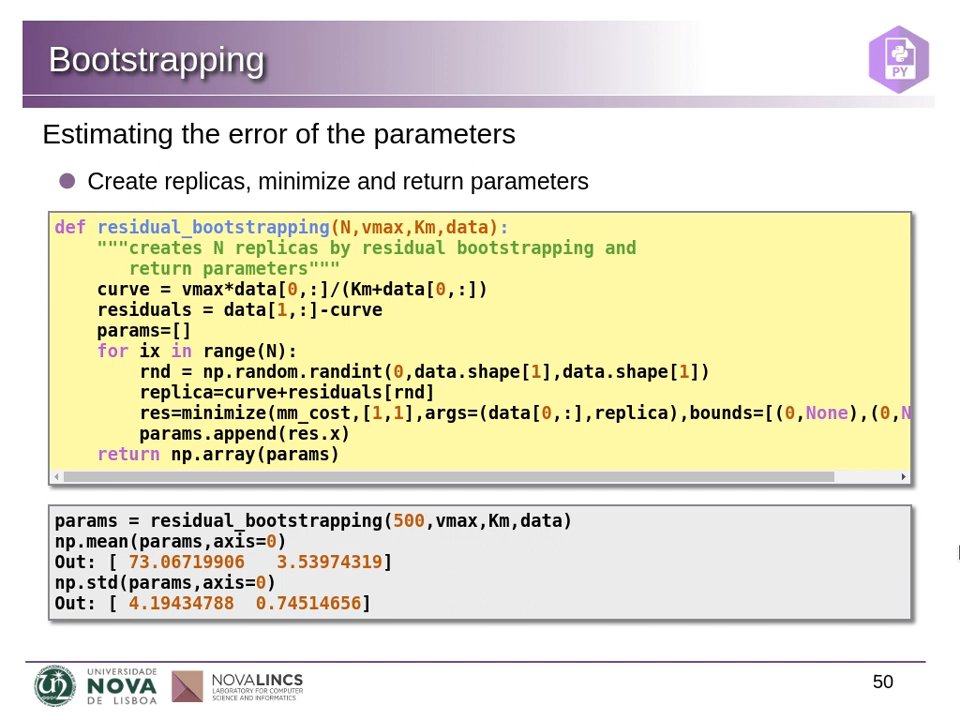 Bootstrapping
PY
Estimating the error of the parameters
Create replicas, minimize and return parameters
def residual_bootstrapping(N,vmax,Km,data):
    """creates N replicas by residual bootstrapping and
       return parameters"""
    curve = vmax*data[0,:]/(Km+data[0,:])
    residuals = data[1,:]-curve
    params=[]
    for ix in range(N):
        rnd = np.random.randint(0,data.shape[1],data.shape[1])
        replica=curve+residuals[rnd]
        res=minimize(mm_cost,[1,1],args=(data[0,:],replica),bounds=[(0,None),(0,N
        params.append(res.x)
    return np.array(params)
params = residual_bootstrapping(500,vmax,Km,data)
np.mean(params,axis=0)
Out: [ 73.06719906   3.53974319]
np.std(params,axis=0)
Out: [ 4.19434788  0.74514656]
UNIVERSIDADE
NOVA
DE LISBOA
NOVALINCS
LABORATORY FOR COMPUTER
SCIENCE AND INFORMATICS
50